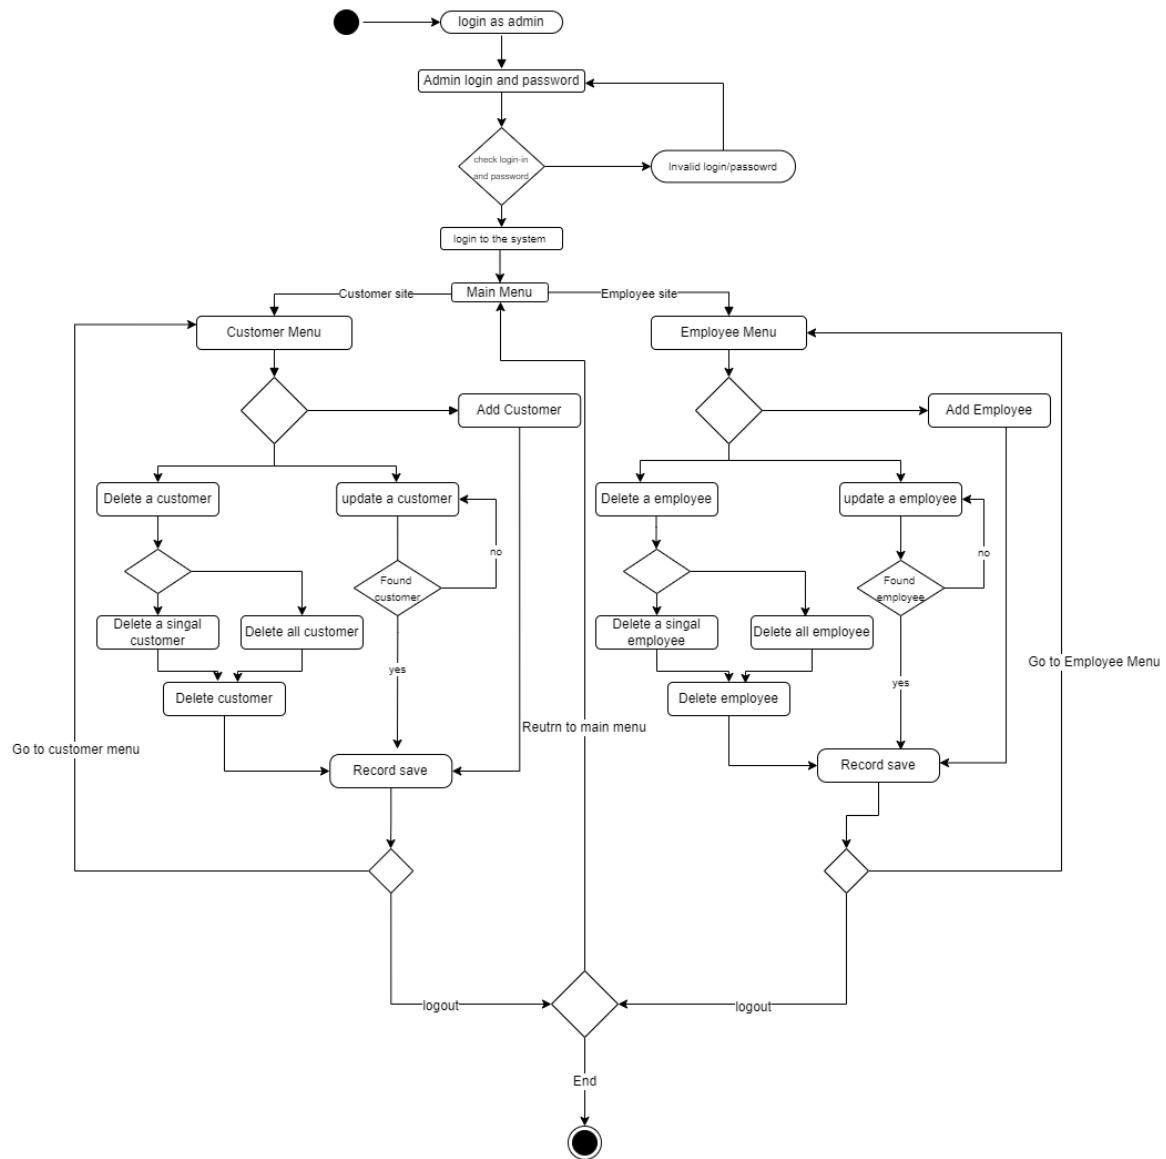 login as admin
Admin login and password
check login-in
and password
Invalid login/passowrd
login to the system
Customer site
Main Menu
Employee site
Customer Menu
Employee Menu
Add Customer
Add Employee
Delete a customer
update a customer
Delete a employee
update a employee
no
no
Found
customer
Found
employee
Delete a singal
customer
Delete all customer
Delete a singal
employee
Delete all employee
yes
Go to Employee Menu
yes
Delete customer
Delete employee
Reutrn to main menu
Go to customer menu
Record save
Record save
logout
logout
End